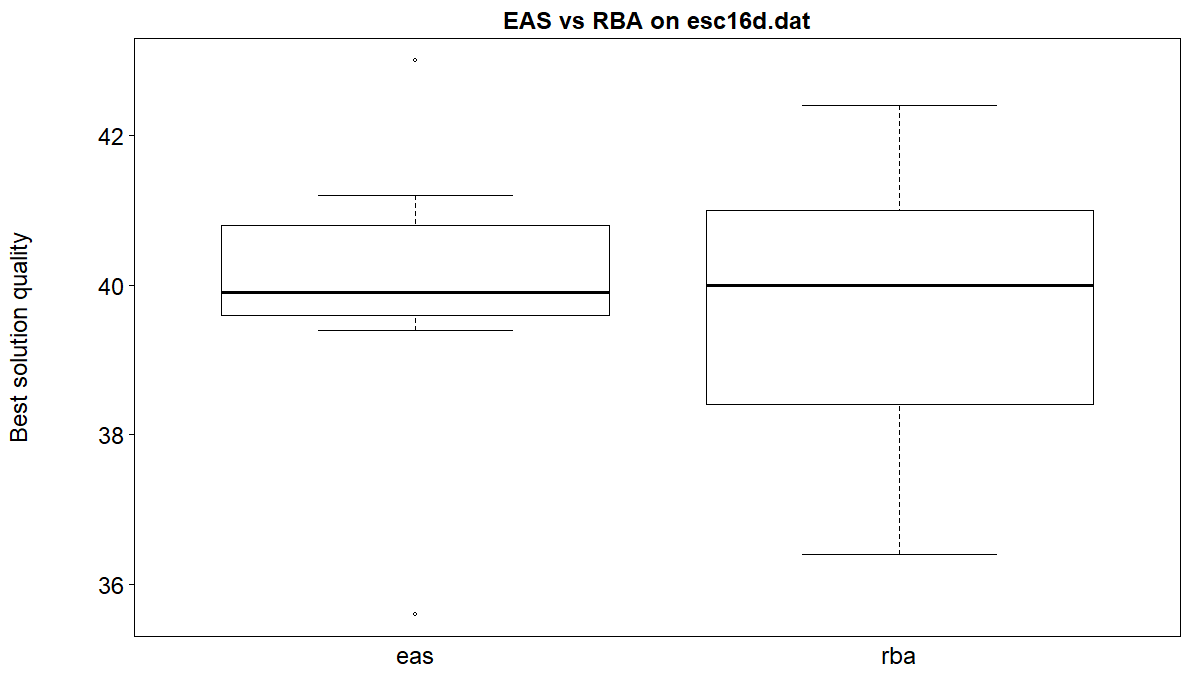 EAS vs RBA on esc16d.dat
Best solution quality
42
40
38
36
eas
rba